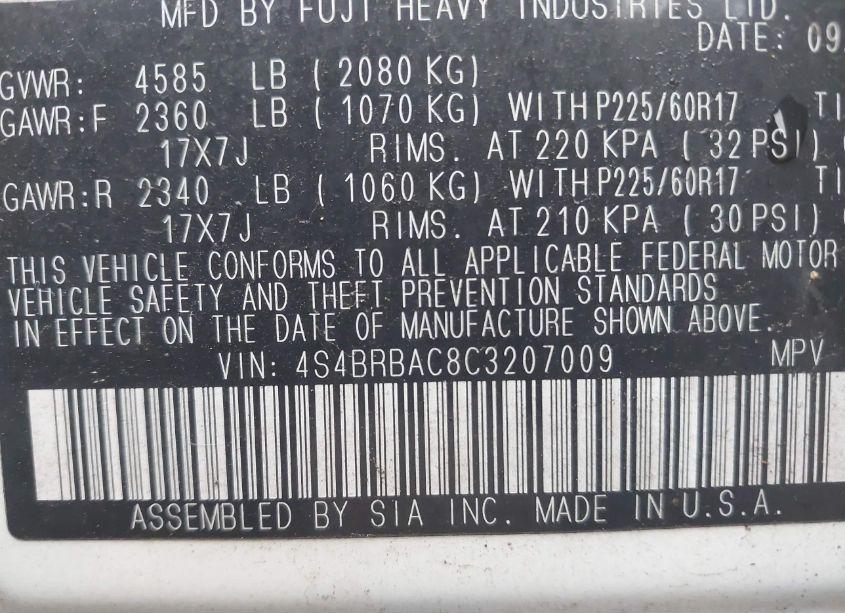 MFD BY FUJI HEAVY INDUSTRIES LTD.
DATE: 09
GVWR: 4585 LB ( 2080 KG)
GAWR:F 2360 LB ( 1070 KG) WITH P225/60R17 TI
17X7J RIMS. AT 220 KPA ( 32 PSI)
GAWR:R 2340 LB ( 1060 KG) WITH P225/60R17 TI
17X7J RIMS. AT 210 KPA ( 30 PSI)
THIS VEHICLE CONFORMS TO ALL APPLICABLE FEDERAL MOTOR
VEHICLE SAFETY AND THEFT PREVENTION STANDARDS
IN EFFECT ON THE DATE OF MANUFACTURE SHOWN ABOVE.
VIN: 4S4BRBAC8C3207009 MPV
ASSEMBLED BY SIA INC. MADE IN U.S.A.